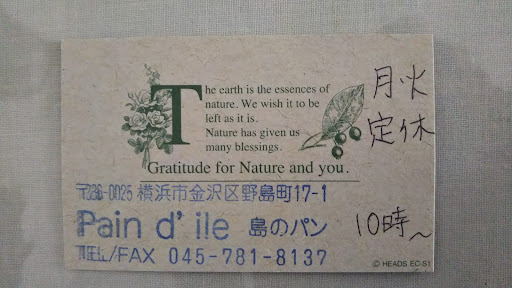 The earth is the essences of
nature. We wish it to be
left as it is.
Nature has given us
many blessings.
Gratitude for Nature and you.
月火
定休
〒236-0025 横浜市金沢区野島町17-1
Pain d' ile 島のパン
10時〜
TEL/FAX 045-781-8137
© HEADS EC-S1